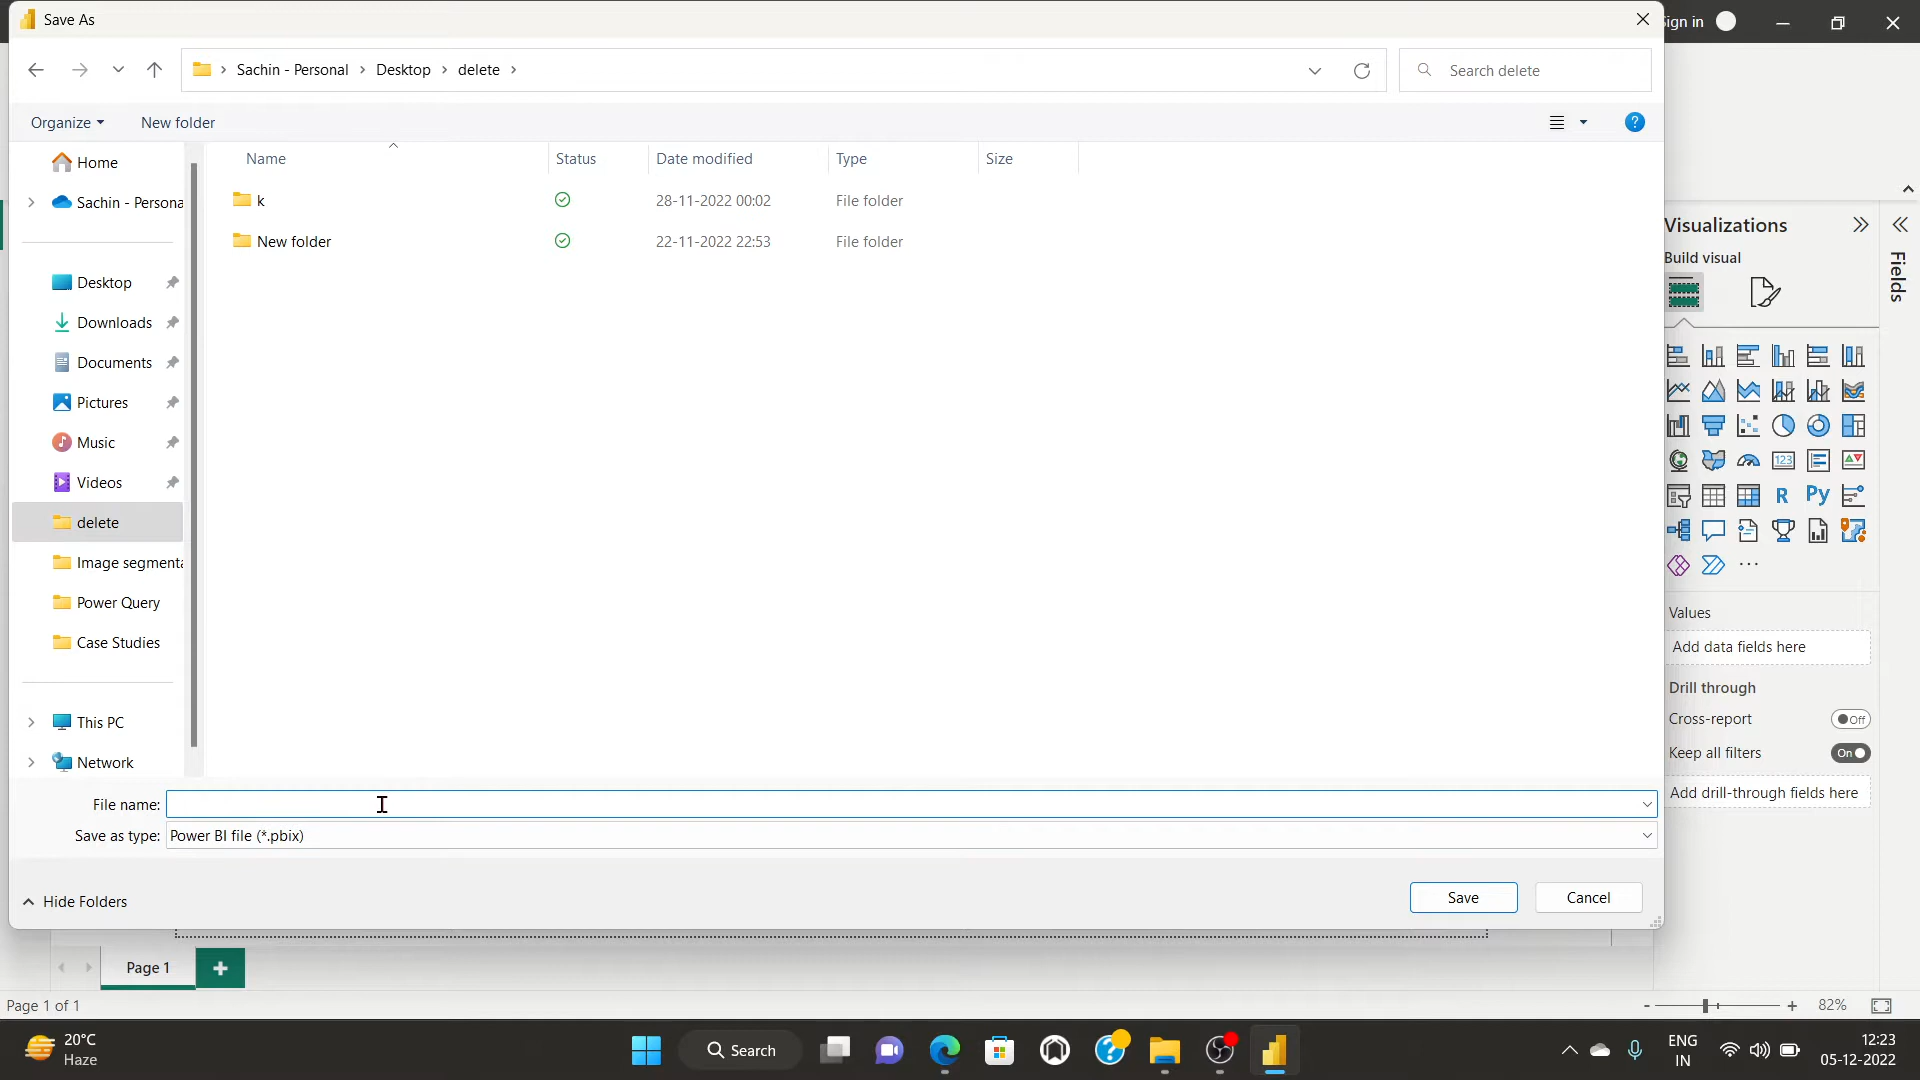 Save As
Sign in
Sachin - Personal
Desktop
delete
Search delete
Organize
New folder
Home
Sachin - Persona
Desktop
Downloads
Documents
Pictures
Music
Videos
delete
Image segmenta
Power Query
Case Studies
This PC
Network
Name
Status
Date modified
Type
Size
k
28-11-2022 00:02
File folder
New folder
22-11-2022 22:53
File folder
File name:
Save as type:
Power BI file (*.pbix)
Hide Folders
Save
Cancel
Visualizations
Build visual
Fields
123
R
Py
Values
Add data fields here
Drill through
Cross-report
Off
Keep all filters
On
Add drill-through fields here
Page 1
Page 1 of 1
82%
20°C
Haze
Search
ENG
IN
12:23
05-12-2022